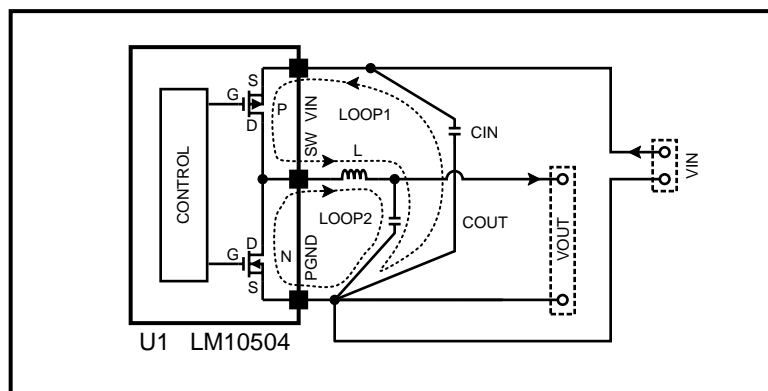 S
G
P
D
VIN
LOOP1
CIN
SW
L
VIN
CONTROL
LOOP2
COUT
VOUT
D
N
PGND
G
S
U1 LM10504